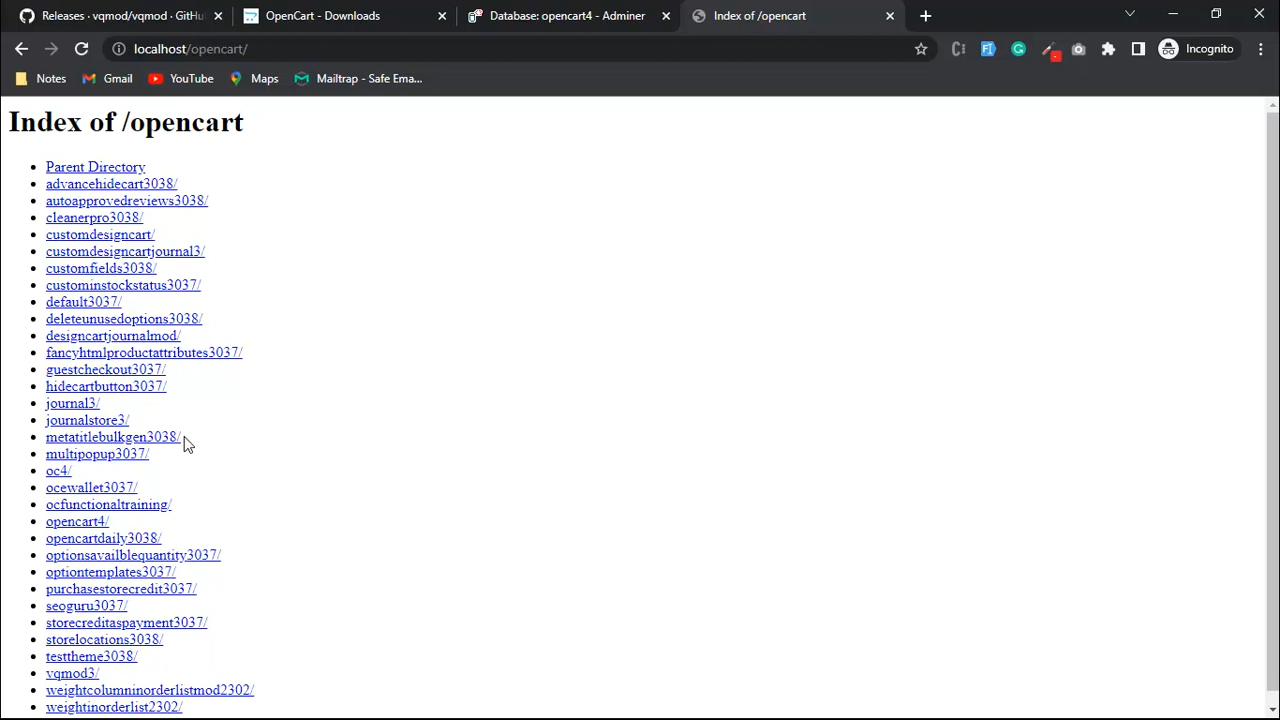 Releases · vqmod/vqmod · GitHub
OpenCart - Downloads
Database: opencart4 - Adminer
Index of /opencart
localhost/opencart/
Incognito
Notes
Gmail
YouTube
Maps
Mailtrap - Safe Ema...
Index of /opencart
Parent Directory
advancehidecart3038/
autoapprovedreviews3038/
cleanerpro3038/
customdesigncart/
customdesigncartjournal3/
customfields3038/
custominstockstatus3037/
default3037/
deleteunusedoptions3038/
designcartjournalmod/
fancyhtmlproductattributes3037/
guestcheckout3037/
hidecartbutton3037/
journal3/
journalstore3/
metatitlebulkgen3038/
multipopup3037/
oc4/
ocewallet3037/
ocfunctionaltraining/
opencart4/
opencartdaily3038/
optionsavailblequantity3037/
optiontemplates3037/
purchasestorecredit3037/
seoguru3037/
storecreditaspayment3037/
storelocations3038/
testtheme3038/
vqmod3/
weightcolumninorderlistmod2302/
weightinorderlist2302/